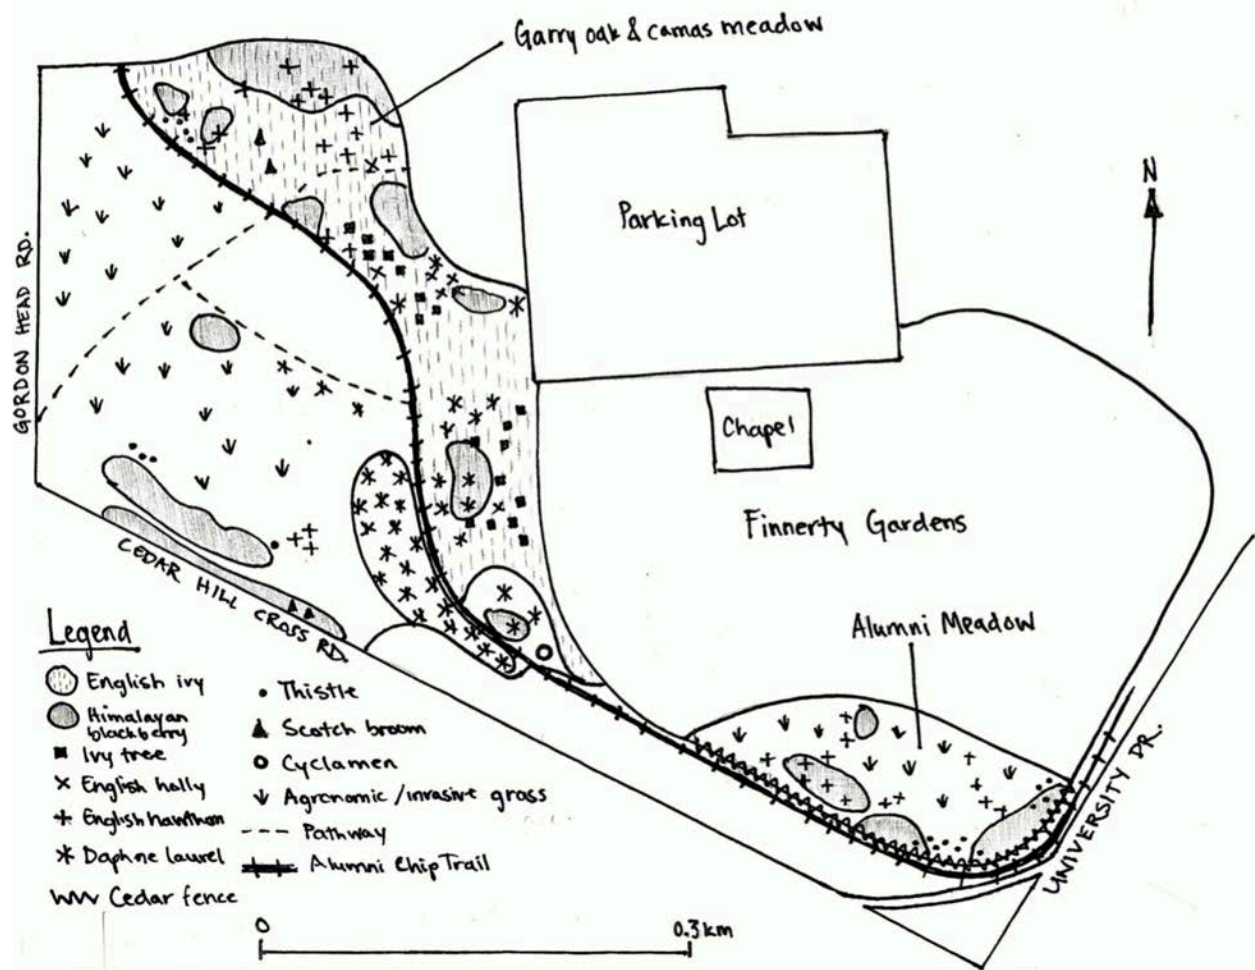 Garry oak & camas meadow
Parking Lot
N
GORDON HEAD RD.
Chapel
Finnerty Gardens
CEDAR HILL CROSS RD.
Alumni Meadow
UNIVERSITY DR.
Legend
English ivy
Himalayan
blackberry
Ivy tree
English holly
English hawthorn
Daphne laurel
Cedar fence
Thistle
Scotch broom
Cyclamen
Agronomic/invasive grass
Pathway
Alumni Chip Trail
0
0.3 km